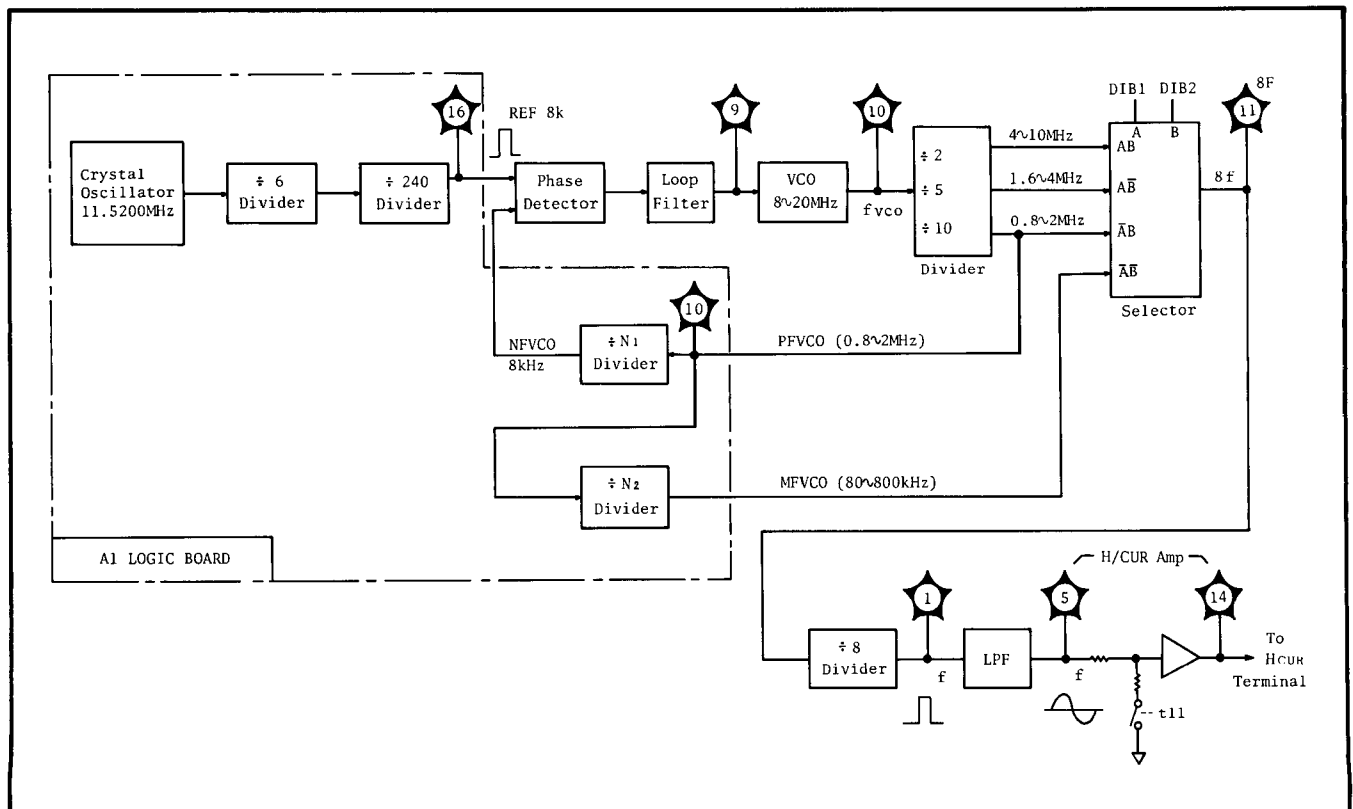 DIB1 DIB2
8F
16
REF 8k
9
10
11
A B
4~10MHz
AB
Crystal
Oscillator
11.5200MHz
÷ 6
Divider
÷ 240
Divider
Phase
Detector
Loop
Filter
VCO
8~20MHz
fvco
÷ 2
÷ 5
÷ 10
Divider
1.6~4MHz
AB̅
8f
0.8~2MHz
A̅B
A̅B̅
Selector
10
NFVCO
8kHz
÷N1
Divider
PFVCO (0.8~2MHz)
÷ N2
Divider
MFVCO (80~800kHz)
A1 LOGIC BOARD
H/CUR Amp
1
5
14
÷ 8
Divider
f
LPF
f
To
HCUR
Terminal
t11